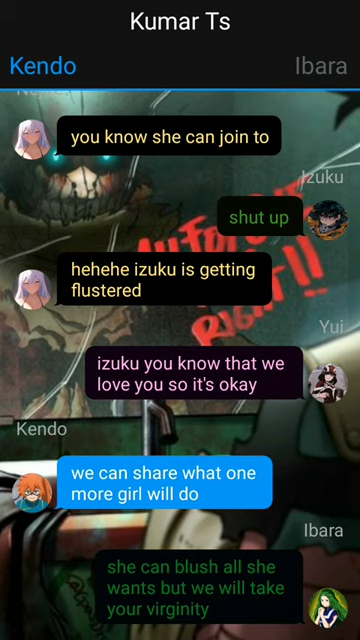 Kumar Ts
Kendo
Ibara
you know she can join to
Izuku
shut up
hehehe izuku is getting
flustered
Yui
izuku you know that we
love you so it's okay
Kendo
we can share what one
more girl will do
Ibara
she can blush all she
wants but we will take
your virginity
RIGHT!!